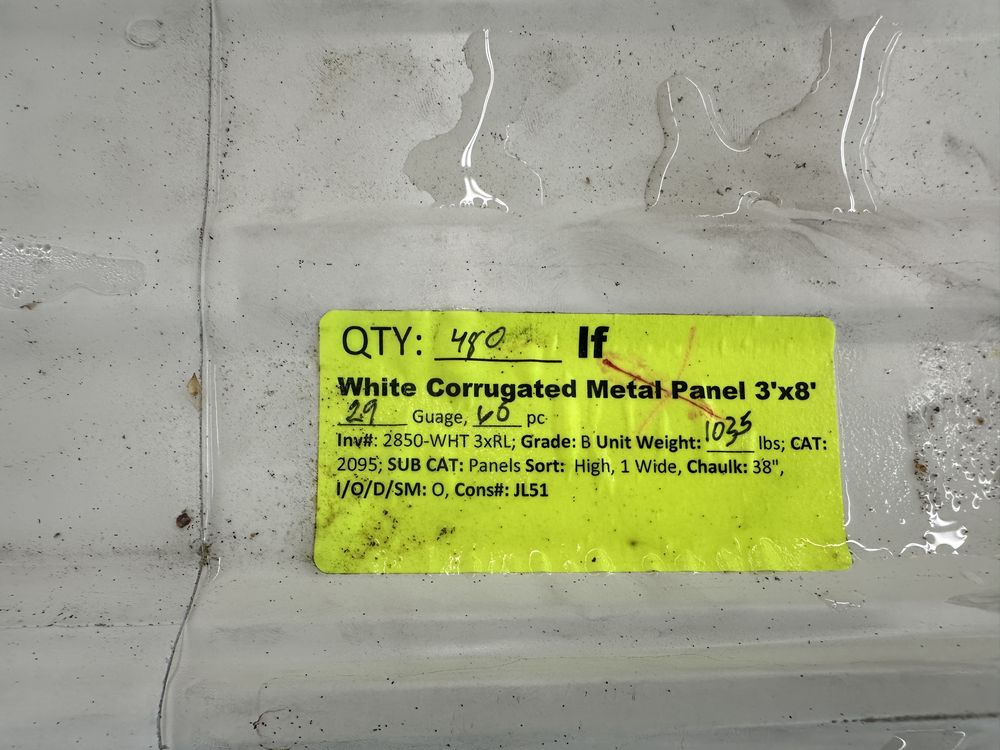 QTY: 480 lf
White Corrugated Metal Panel 3'x8'
29 Guage, 60 pc
Inv#: 2850-WHT 3xRL; Grade: B Unit Weight: 1035 lbs; CAT:
2095; SUB CAT: Panels Sort: High, 1 Wide, Chaulk: 38",
I/O/D/SM: O, Cons#: JL51